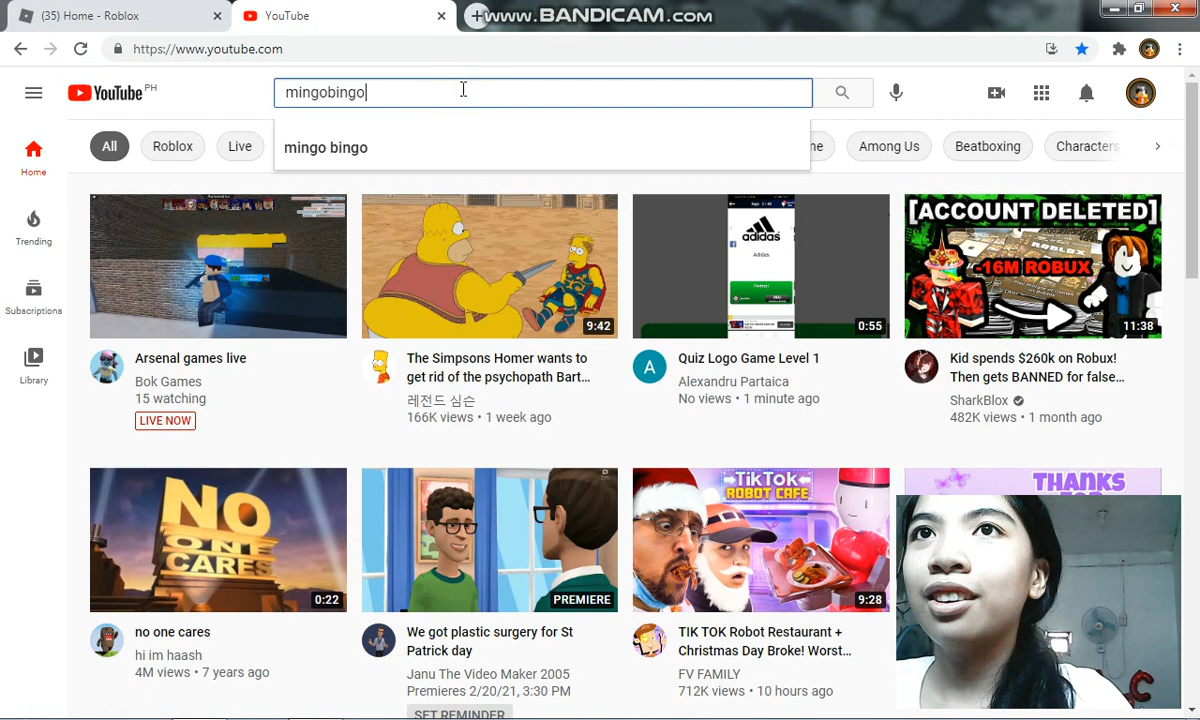 (35) Home - Roblox
YouTube
WWW.BANDICAM.COM
https://www.youtube.com
YouTube PH
mingobingo
mingo bingo
All
Roblox
Live
ne
Among Us
Beatboxing
Characters
Home
Trending
Subscriptions
Library
adidas
Adidas
Perfect!
0:55
9:42
[ACCOUNT DELETED]
-16M ROBUX
11:38
Arsenal games live
Bok Games
15 watching
LIVE NOW
The Simpsons Homer wants to
get rid of the psychopath Bart...
레전드 심슨
166K views • 1 week ago
A
Quiz Logo Game Level 1
Alexandru Partaica
No views • 1 minute ago
Kid spends $260k on Robux!
Then gets BANNED for false...
SharkBlox
482K views • 1 month ago
NO
ONE
CARES
0:22
PREMIERE
TikTok
ROBOT CAFE
9:28
THANKS
FOR
no one cares
hi im haash
4M views • 7 years ago
We got plastic surgery for St
Patrick day
Janu The Video Maker 2005
Premieres 2/20/21, 3:30 PM
SET REMINDER
TIK TOK Robot Restaurant +
Christmas Day Broke! Worst...
FV FAMILY
712K views • 10 hours ago